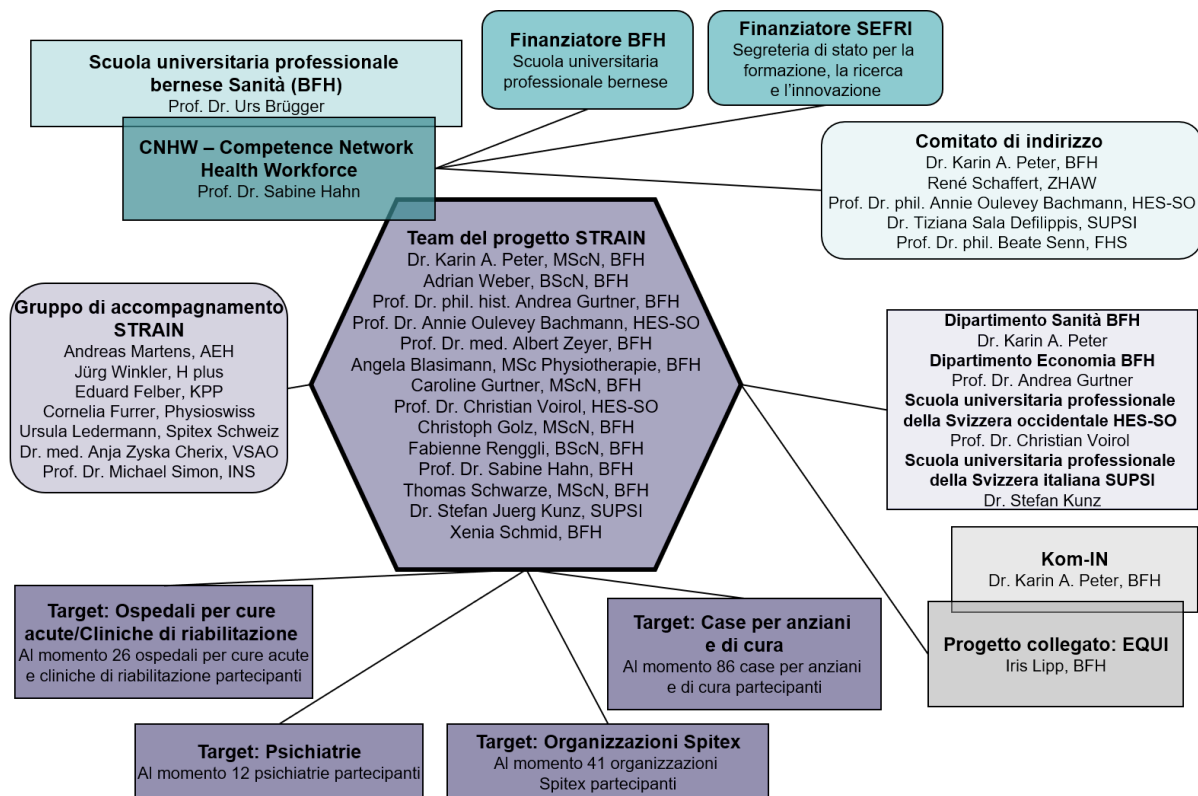 Scuola universitaria professionale
bernese Sanità (BFH)
Prof. Dr. Urs Brügger
CNHW – Competence Network
Health Workforce
Prof. Dr. Sabine Hahn
Finanziatore BFH
Scuola universitaria
professionale bernese
Finanziatore SEFRI
Segreteria di stato per la
formazione, la ricerca
e l'innovazione
Comitato di indirizzo
Dr. Karin A. Peter, BFH
René Schaffert, ZHAW
Prof. Dr. phil. Annie Oulevey Bachmann, HES-SO
Dr. Tiziana Sala Defilippis, SUPSI
Prof. Dr. phil. Beate Senn, FHS
Team del progetto STRAIN
Dr. Karin A. Peter, MScN, BFH
Adrian Weber, BScN, BFH
Prof. Dr. phil. hist. Andrea Gurtner, BFH
Prof. Dr. Annie Oulevey Bachmann, HES-SO
Prof. Dr. med. Albert Zeyer, BFH
Angela Blasimann, MSc Physiotherapie, BFH
Caroline Gurtner, MScN, BFH
Prof. Dr. Christian Voirol, HES-SO
Christoph Golz, MScN, BFH
Fabienne Renggli, BScN, BFH
Prof. Dr. Sabine Hahn, BFH
Thomas Schwarze, MScN, BFH
Dr. Stefan Juerg Kunz, SUPSI
Xenia Schmid, BFH
Gruppo di accompagnamento
STRAIN
Andreas Martens, AEH
Jürg Winkler, H plus
Eduard Felber, KPP
Cornelia Furrer, Physioswiss
Ursula Ledermann, Spitex Schweiz
Dr. med. Anja Zyska Cherix, VSAO
Prof. Dr. Michael Simon, INS
Dipartimento Sanità BFH
Dr. Karin A. Peter
Dipartimento Economia BFH
Prof. Dr. Andrea Gurtner
Scuola universitaria professionale
della Svizzera occidentale HES-SO
Prof. Dr. Christian Voirol
Scuola universitaria professionale
della Svizzera italiana SUPSI
Dr. Stefan Kunz
Kom-IN
Dr. Karin A. Peter, BFH
Progetto collegato: EQUI
Iris Lipp, BFH
Target: Ospedali per cure
acute/Cliniche di riabilitazione
Al momento 26 ospedali per cure acute
e cliniche di riabilitazione partecipanti
Target: Case per anziani
e di cura
Al momento 86 case per anziani
e di cura partecipanti
Target: Psichiatrie
Al momento 12 psichiatrie partecipanti
Target: Organizzazioni Spitex
Al momento 41 organizzazioni
Spitex partecipanti